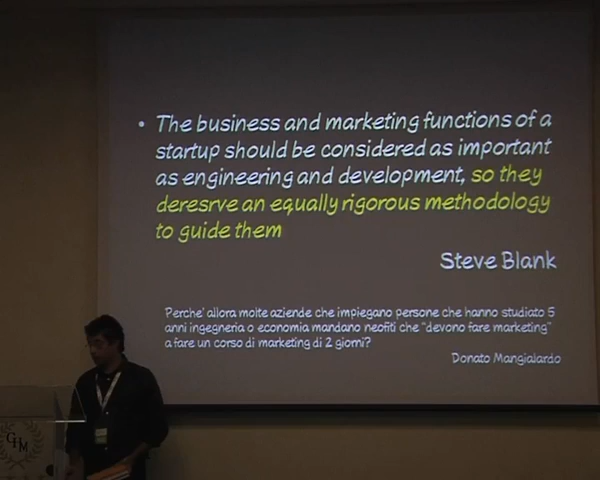 • The business and marketing functions of a
startup should be considered as important
as engineering and development, so they
deresrve an equally rigorous methodology
to guide them
Steve Blank
Perche' allora molte aziende che impiegano persone che hanno studiato 5
anni ingegneria o economia mandano neofiti che "devono fare marketing"
a fare un corso di marketing di 2 giorni?
Donato Mangialardo
GHM